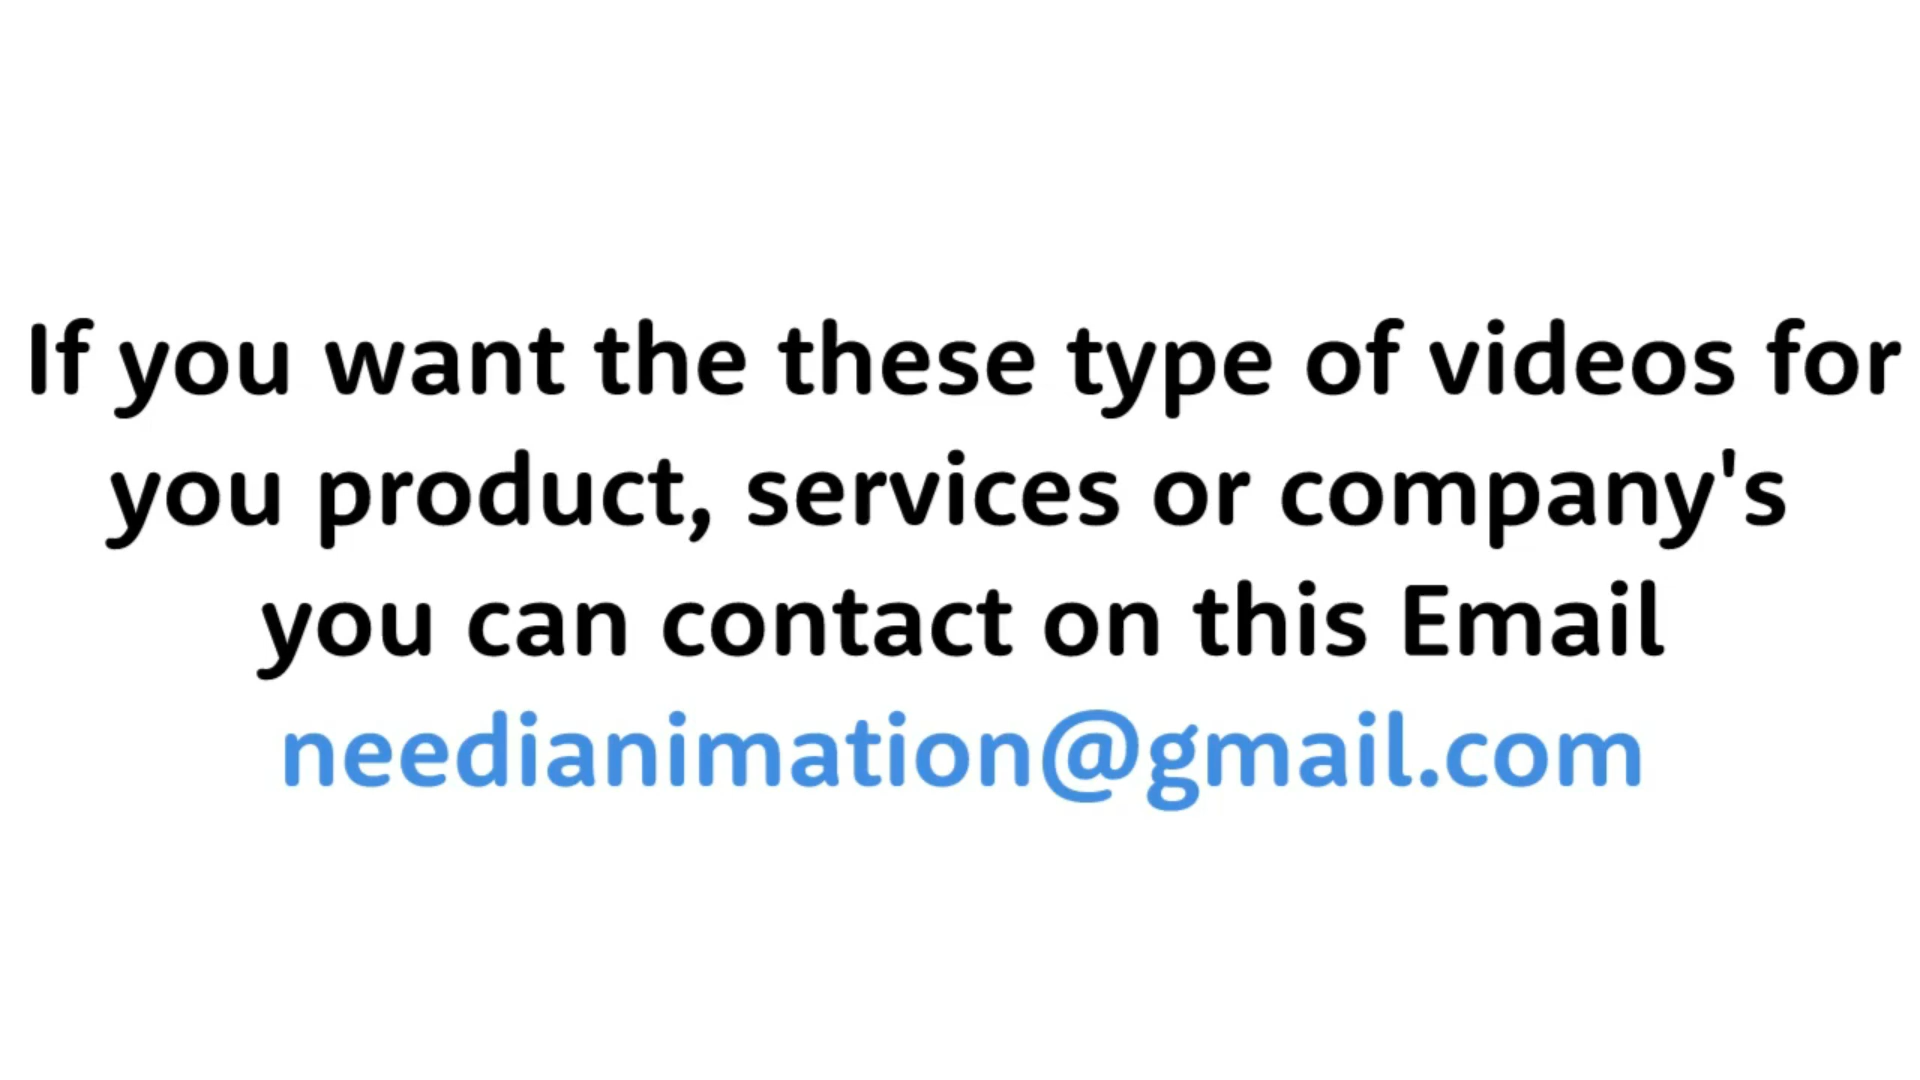 If you want the these type of videos for
you product, services or company's
you can contact on this Email
needianimation@gmail.com